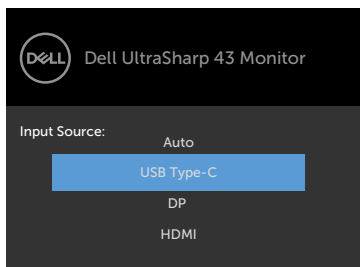 DELL
Dell UltraSharp 43 Monitor
Input Source:
Auto
USB Type-C
DP
HDMI